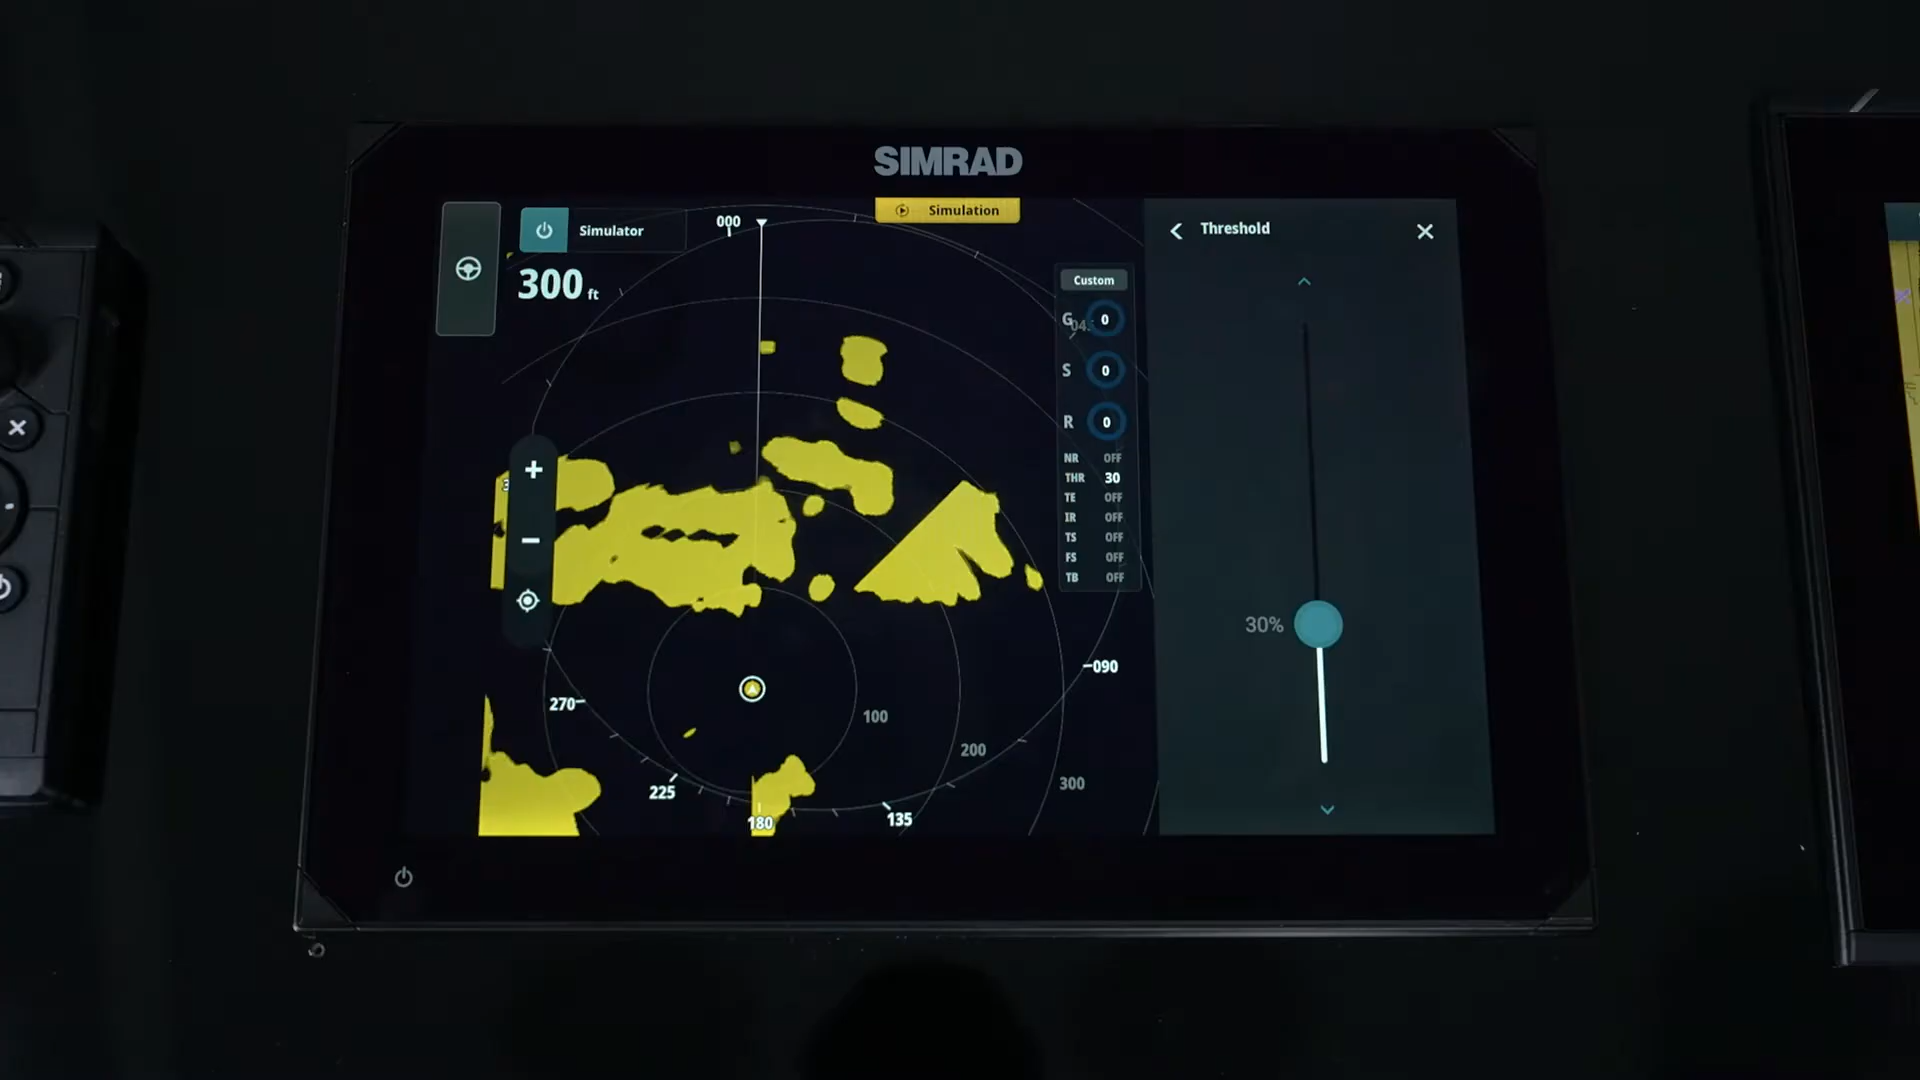 SIMRAD
Simulation
Simulator
000
300 ft
Threshold
Custom
G 0
S 0
R 0
NR OFF
THR 30
TE OFF
IR OFF
TS OFF
FS OFF
TB OFF
30%
090
270
100
200
300
225
180
135